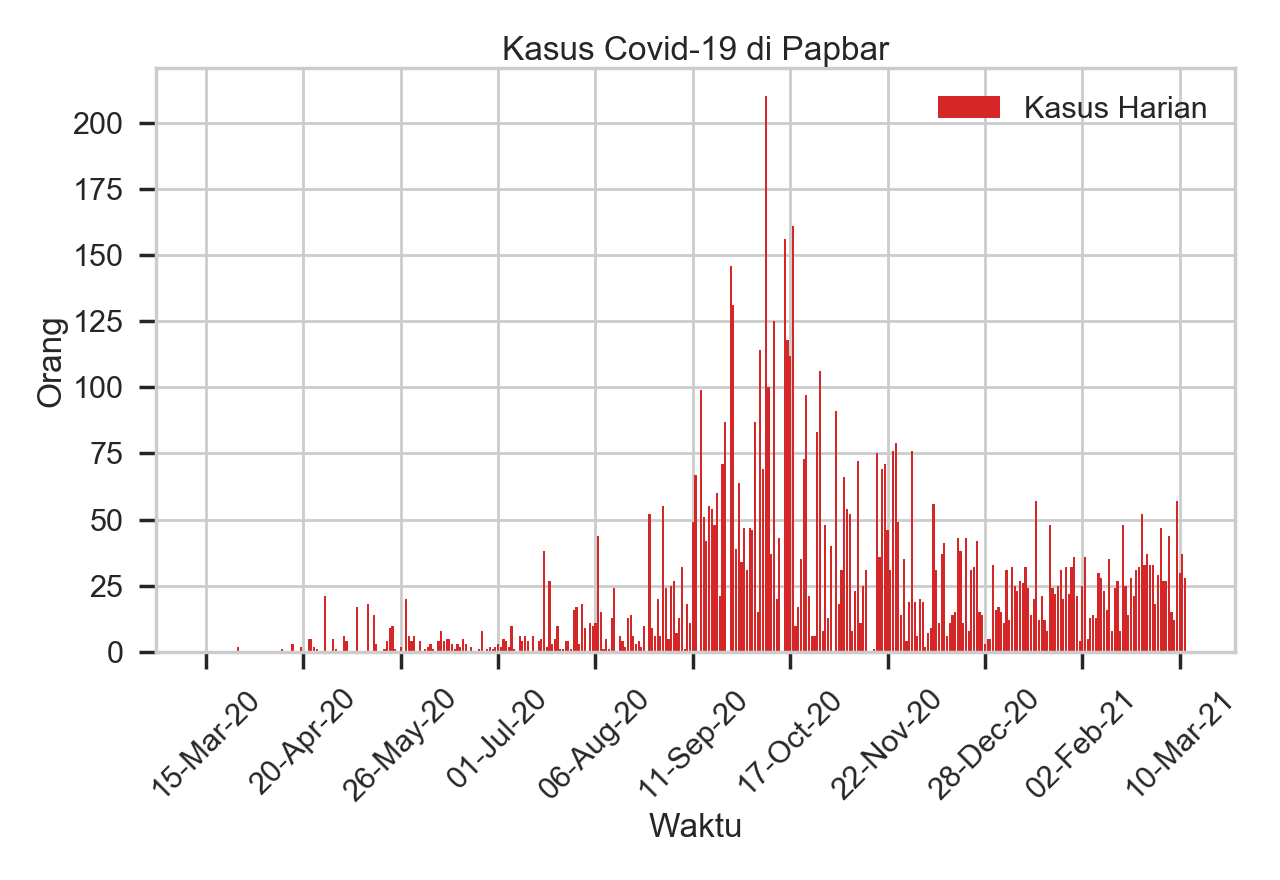 Kasus Covid-19 di Papbar
Kasus Harian
200
175
150
125
100
75
50
25
0
Orang
15-Mar-20
20-Apr-20
26-May-20
01-Jul-20
06-Aug-20
11-Sep-20
17-Oct-20
22-Nov-20
28-Dec-20
02-Feb-21
10-Mar-21
Waktu